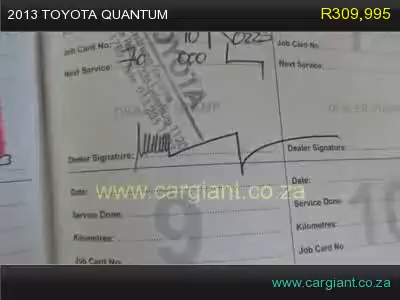 2013 TOYOTA QUANTUM
R309,995
Job Card No:
10 0223
Job Card No:
Next Service:
70 000
Next Service:
TOYOTA
Dealer Signature:
Dealer Signature:
www.cargiant.co.za
Date:
Date:
Service Done:
Service Done:
9
10
Kilometres:
Kilometres:
Job Card No:
Job Card No
www.cargiant.co.za